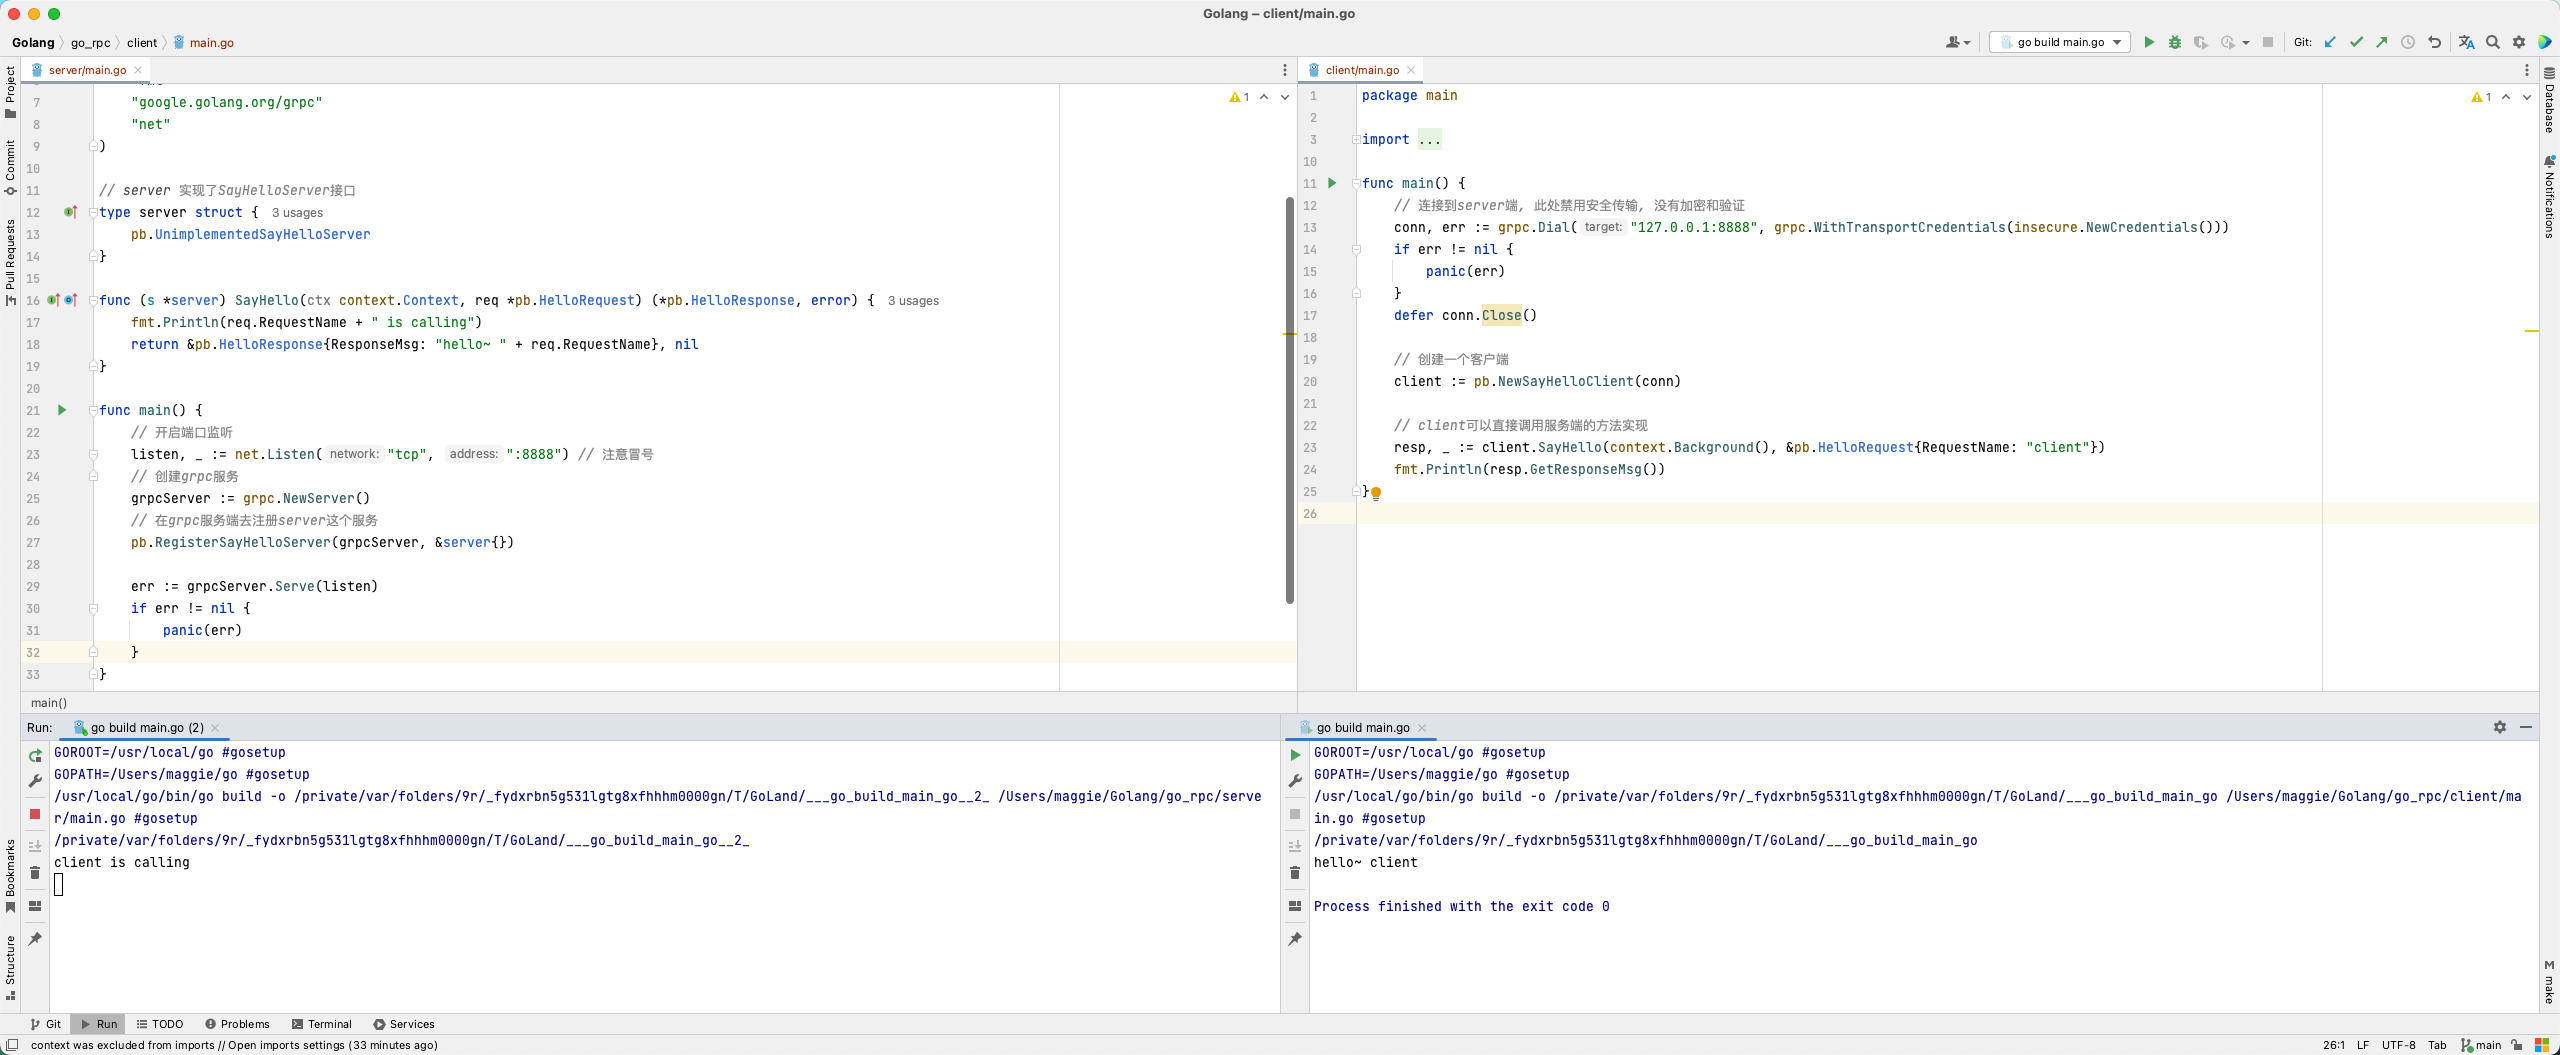 Golang – client/main.go
Golang go_rpc client main.go
go build main.go Git:
server/main.go
client/main.go
Project
Commit
Pull Requests
Bookmarks
Structure
Database
Notifications
make
1
7 "google.golang.org/grpc"
8 "net"
9 )
10
11 // server 实现了SayHelloServer接口
12 type server struct { 3 usages
13 pb.UnimplementedSayHelloServer
14 }
15
16 func (s *server) SayHello(ctx context.Context, req *pb.HelloRequest) (*pb.HelloResponse, error) { 3 usages
17 fmt.Println(req.RequestName + " is calling")
18 return &pb.HelloResponse{ResponseMsg: "hello~ " + req.RequestName}, nil
19 }
20
21 func main() {
22 // 开启端口监听
23 listen, _ := net.Listen( network: "tcp", address: ":8888") // 注意冒号
24 // 创建grpc服务
25 grpcServer := grpc.NewServer()
26 // 在grpc服务端去注册server这个服务
27 pb.RegisterSayHelloServer(grpcServer, &server{})
28
29 err := grpcServer.Serve(listen)
30 if err != nil {
31 panic(err)
32 }
33 }
main()
1
1 package main
2
3 import ...
10
11 func main() {
12 // 连接到server端, 此处禁用安全传输, 没有加密和验证
13 conn, err := grpc.Dial( target: "127.0.0.1:8888", grpc.WithTransportCredentials(insecure.NewCredentials()))
14 if err != nil {
15 panic(err)
16 }
17 defer conn.Close()
18
19 // 创建一个客户端
20 client := pb.NewSayHelloClient(conn)
21
22 // client可以直接调用服务端的方法实现
23 resp, _ := client.SayHello(context.Background(), &pb.HelloRequest{RequestName: "client"})
24 fmt.Println(resp.GetResponseMsg())
25 }
26
Run: go build main.go (2)
GOROOT=/usr/local/go #gosetup
GOPATH=/Users/maggie/go #gosetup
/usr/local/go/bin/go build -o /private/var/folders/9r/_fydxrbn5g531lgtg8xfhhhm0000gn/T/GoLand/___go_build_main_go__2_ /Users/maggie/Golang/go_rpc/serve
r/main.go #gosetup
/private/var/folders/9r/_fydxrbn5g531lgtg8xfhhhm0000gn/T/GoLand/___go_build_main_go__2_
client is calling
go build main.go
GOROOT=/usr/local/go #gosetup
GOPATH=/Users/maggie/go #gosetup
/usr/local/go/bin/go build -o /private/var/folders/9r/_fydxrbn5g531lgtg8xfhhhm0000gn/T/GoLand/___go_build_main_go /Users/maggie/Golang/go_rpc/client/ma
in.go #gosetup
/private/var/folders/9r/_fydxrbn5g531lgtg8xfhhhm0000gn/T/GoLand/___go_build_main_go
hello~ client
Process finished with the exit code 0
Git Run TODO Problems Terminal Services
context was excluded from imports // Open imports settings (33 minutes ago)
26:1 LF UTF-8 Tab main